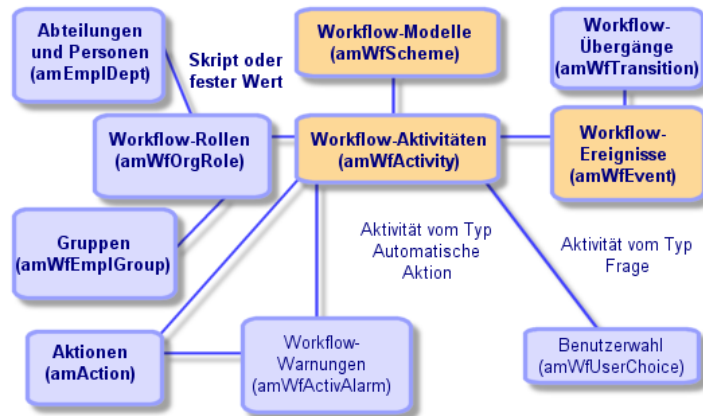 Abteilungen
und Personen
(amEmplDept)
Skript oder
fester Wert
Workflow-Modelle
(amWfScheme)
Workflow-
Übergänge
(amWfTransition)
Workflow-Rollen
(amWfOrgRole)
Workflow-Aktivitäten
(amWfActivity)
Workflow-
Ereignisse
(amWfEvent)
Gruppen
(amWfEmplGroup)
Aktivität vom Typ
Automatische
Aktion
Aktivität vom Typ
Frage
Aktionen
(amAction)
Workflow-
Warnungen
(amWfActivAlarm)
Benutzerwahl
(amWfUserChoice)